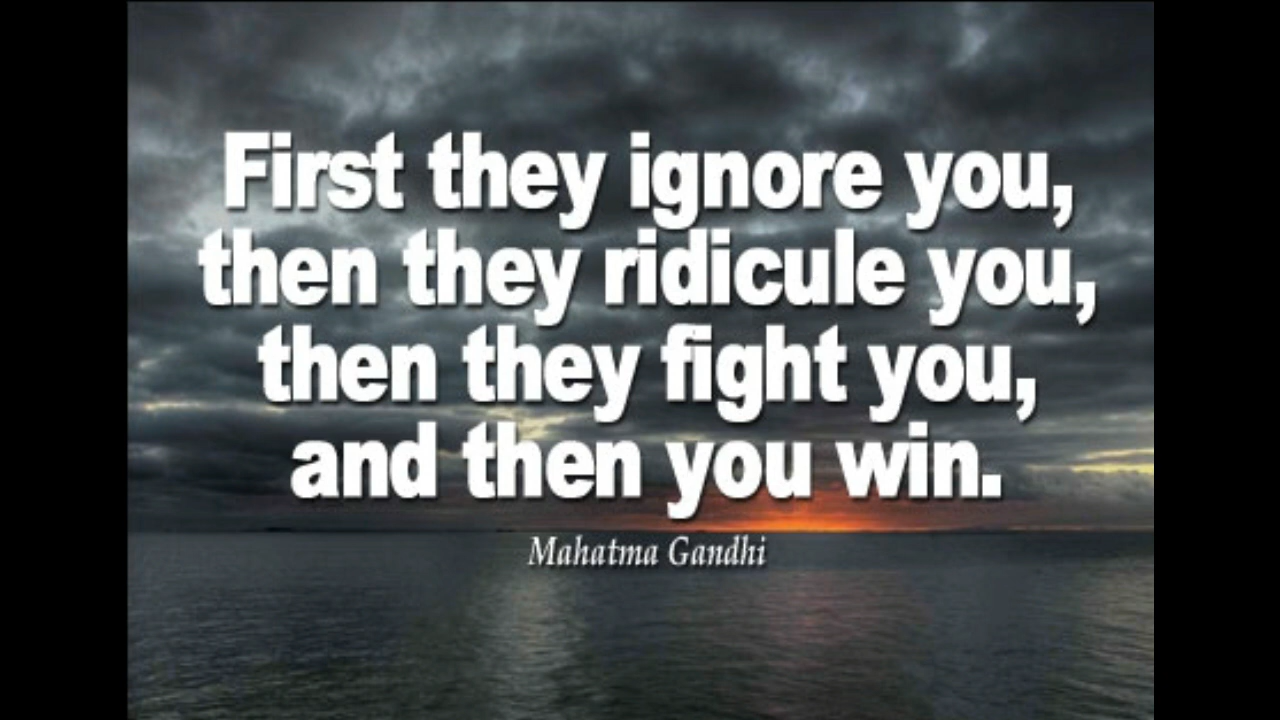 First they ignore you,
then they ridicule you,
then they fight you,
and then you win.
Mahatma Gandhi